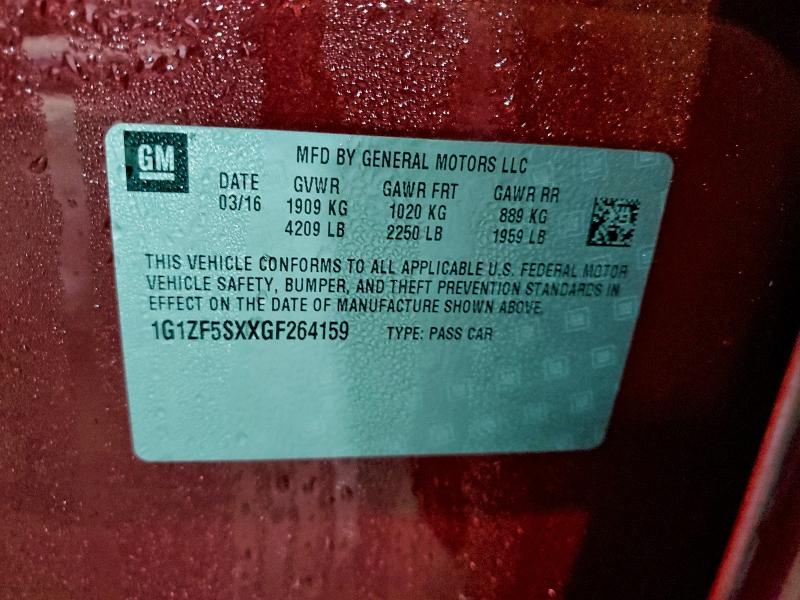 GM
MFD BY GENERAL MOTORS LLC
DATE GVWR GAWR FRT GAWR RR
03/16 1909 KG 1020 KG 889 KG
4209 LB 2250 LB 1959 LB
THIS VEHICLE CONFORMS TO ALL APPLICABLE U.S. FEDERAL MOTOR
VEHICLE SAFETY, BUMPER, AND THEFT PREVENTION STANDARDS IN
EFFECT ON THE DATE OF MANUFACTURE SHOWN ABOVE.
1G1ZF5SXXGF264159 TYPE: PASS CAR